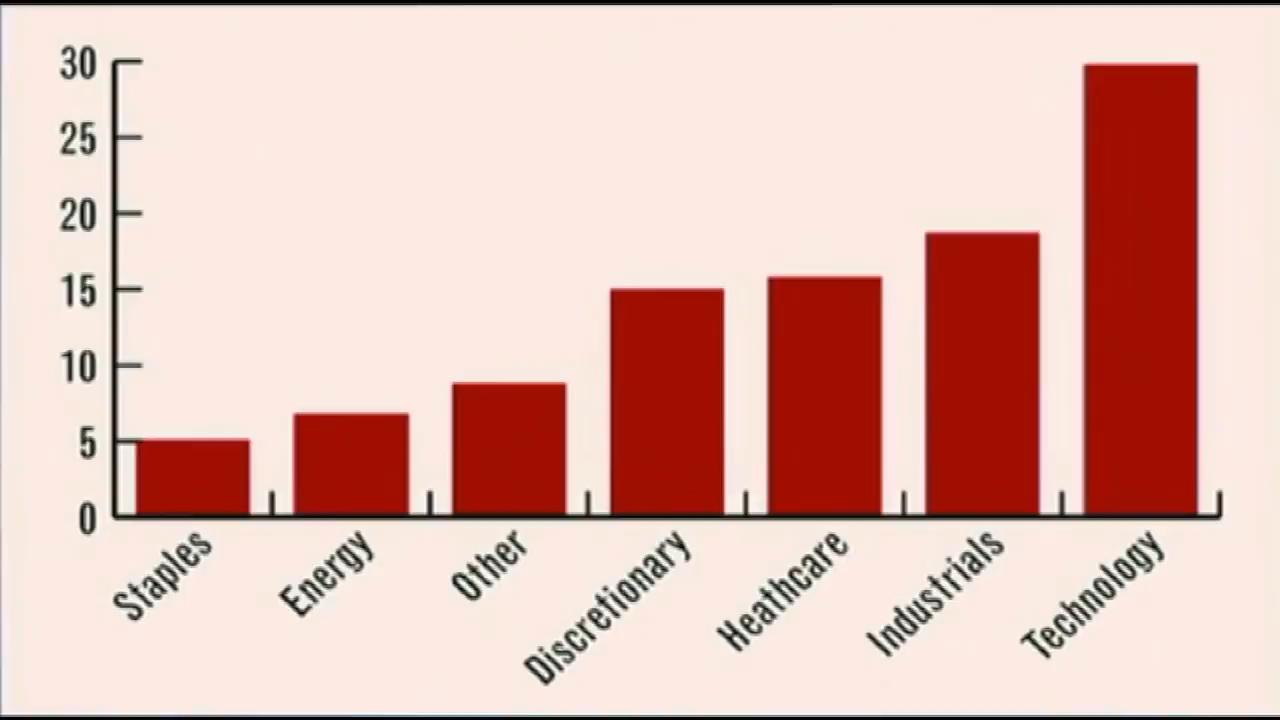 30
25
20
15
10
5
0
Staples
Energy
Other
Discretionary
Heathcare
Industrials
Technology